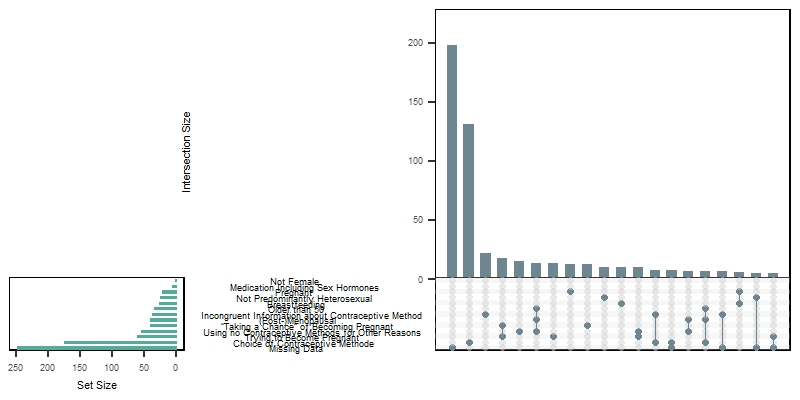 200
150
100
50
0
Intersection Size
Not Female
Medication Including Sex Hormones
Pregnant
Not Predominantly Heterosexual
Breastfeeding
Older than 50
Incongruent Information about Contraceptive Method
(Post-)Menopausal
"Taking a Chance" of Becoming Pregnant
Using no Contraceptive Methods for Other Reasons
Trying to Become Pregnant
Choice of Contraceptive Methode
Missing Data
250 200 150 100 50 0
Set Size